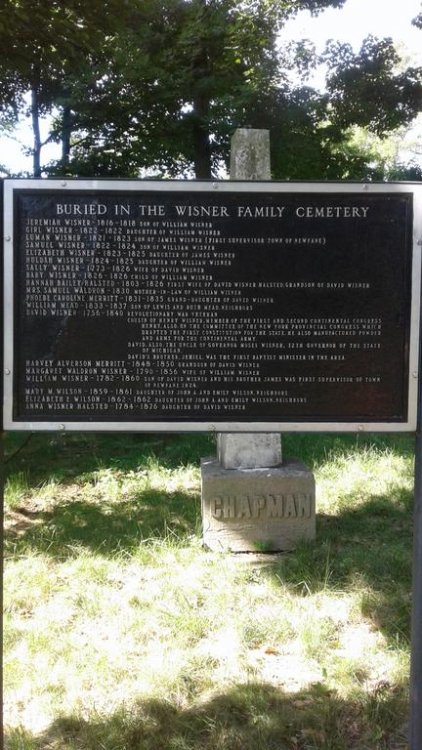 BURIED IN THE WISNER FAMILY CEMETERY
JEREMIAH WISNER-1816-1818 SON OF WILLIAM WISNER
GIRL WISNER-1822-1822 DAUGHTER OF WILLIAM WISNER
LUMAN WISNER-1821-1823 SON OF JAMES WISNER (FIRST SUPERVISOR TOWN OF NEWFANE)
SAMUEL WISNER-1822-1824 SON OF WILLIAM WISNER
ELIZABETH WISNER-1823-1825 DAUGHTER OF JAMES WISNER
HULDAH WISNER-1824-1825 DAUGHTER OF WILLIAM WISNER
SALLY WISNER-1773-1826 WIFE OF DAVID WISNER
BABY WISNER-1826-1826 CHILD OF WILLIAM WISNER
HANNAH BAILEY HALSTED-1803-1828 FIRST WIFE OF DAVID WISNER HALSTED:GRANDSON OF DAVID WISNER
MRS. SAMUEL WALDRON-1830 MOTHER-IN-LAW OF WILLIAM WISNER
PHOEBE CAROLINE MERRITT-1831-1835 GRAND-DAUGHTER OF DAVID WISNER
WILLIAM MEAD-1833-1837 SON OF LEWIS AND RUTH MEAD:NEIGHBORS
DAVID WISNER-1758-1840 REVOLUTIONARY WAR VETERAN
COUSIN OF HENRY WISNER, MEMBER OF THE FIRST AND SECOND CONTINENTAL CONGRESS
HENRY, ALSO, ON THE COMMITTEE OF THE NEW YORK PROVINCIAL CONGRESS WHICH
DRAFTED THE FIRST CONSTITUTION FOR THE STATE. HE ALSO MANUFACTURED POWDER
AND ARMS FOR THE CONTINENTAL ARMY.
DAVID, ALSO, THE UNCLE OF GOVERNOR MOSES WISNER, 12TH GOVERNOR OF THE STATE
OF MICHIGAN.
DAVID'S BROTHER, JEHIEL WAS THE FIRST BAPTIST MINISTER IN THE AREA
HARVEY ALVERSON MERRITT-1848-1850 GRANDSON OF DAVID WISNER
MARGARET WALDRON WISNER-1790-1856 WIFE OF WILLIAM WISNER
WILLIAM WISNER-1782-1860 SON OF DAVID WISNER AND HIS BROTHER JAMES WAS FIRST SUPERVISOR OF TOWN
OF NEWFANE 1824
MARY M. WILSON-1859-1861 DAUGHTER OF JOHN & EMILY WILSON, NEIGHBORS
ELIZABETH E WILSON-1862-1862 DAUGHTER OF JOHN & EMILY WILSON, NEIGHBORS
ANNA WISNER HALSTED-1784-1876 DAUGHTER OF DAVID WISNER
CHAPMAN